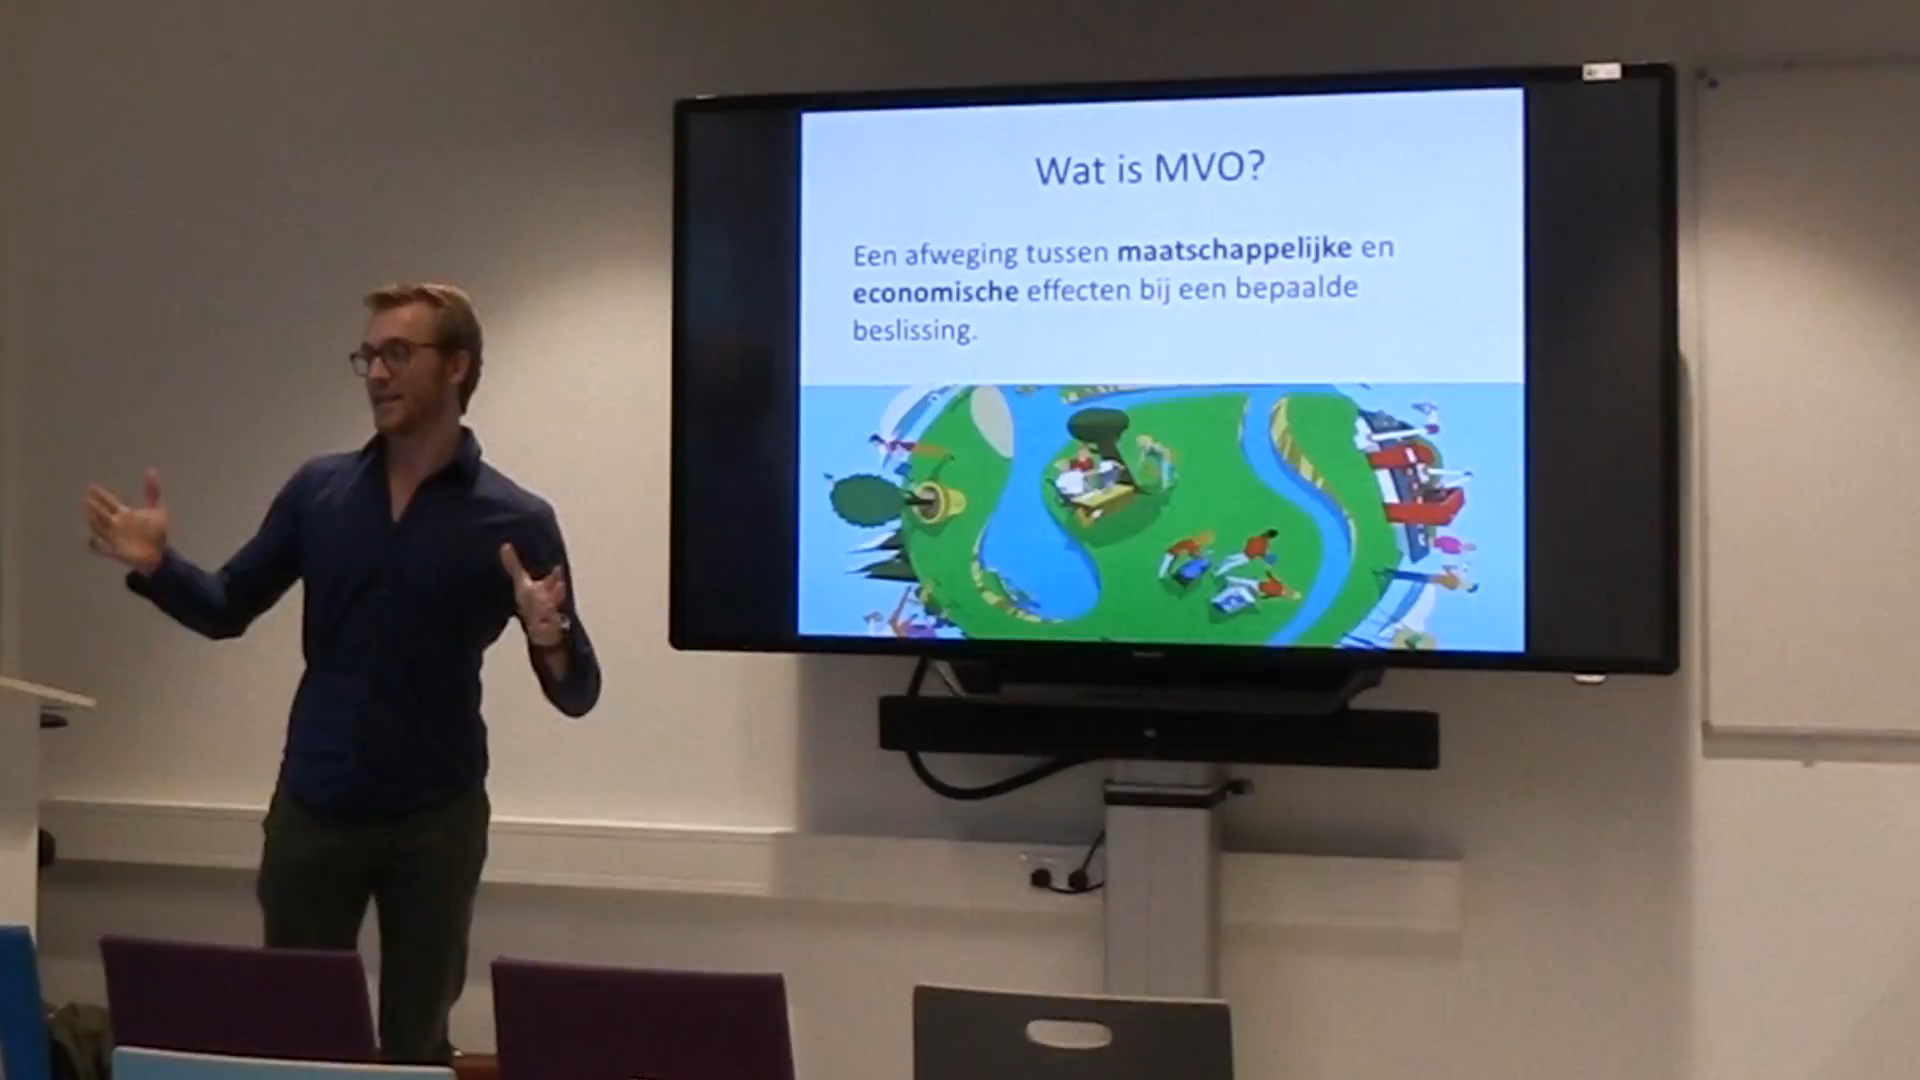 Wat is MVO?
Een afweging tussen maatschappelijke en
economische effecten bij een bepaalde
beslissing.